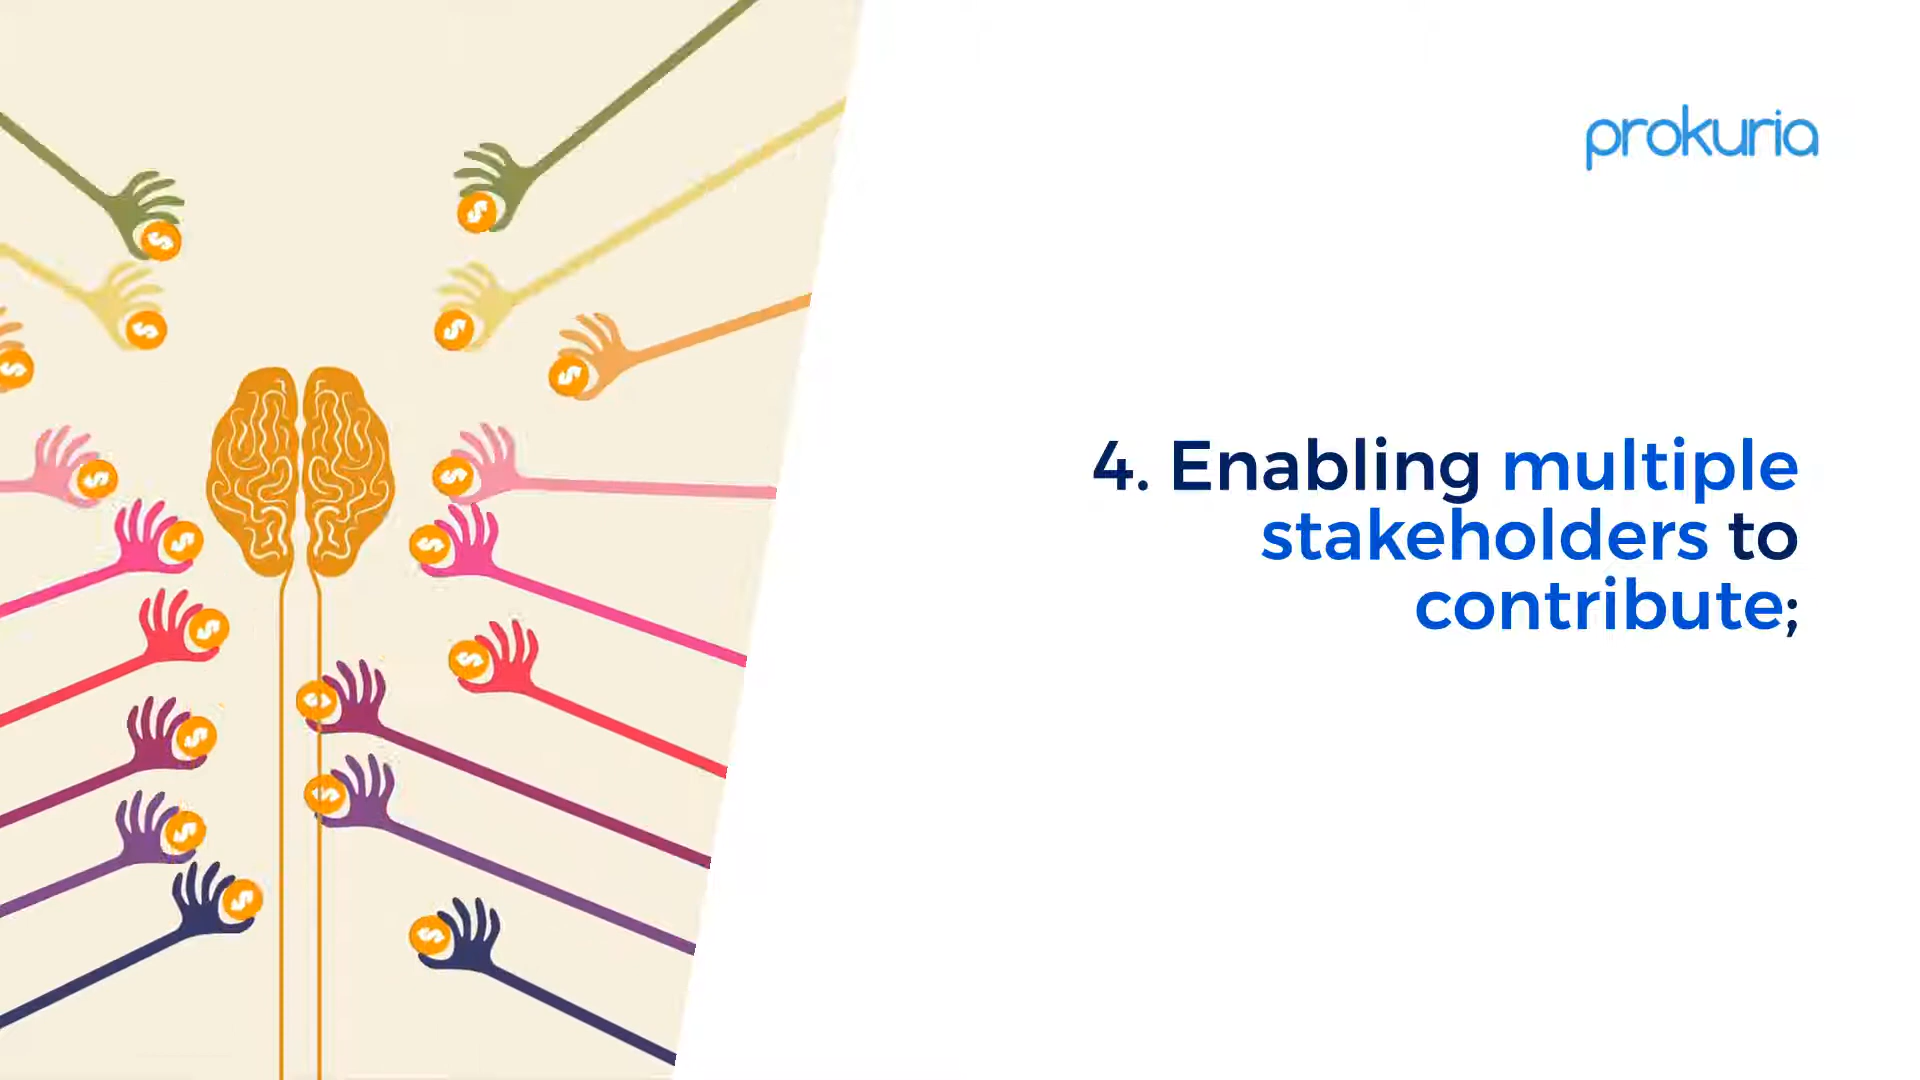 prokuria
4. Enabling multiple
stakeholders to
contribute;